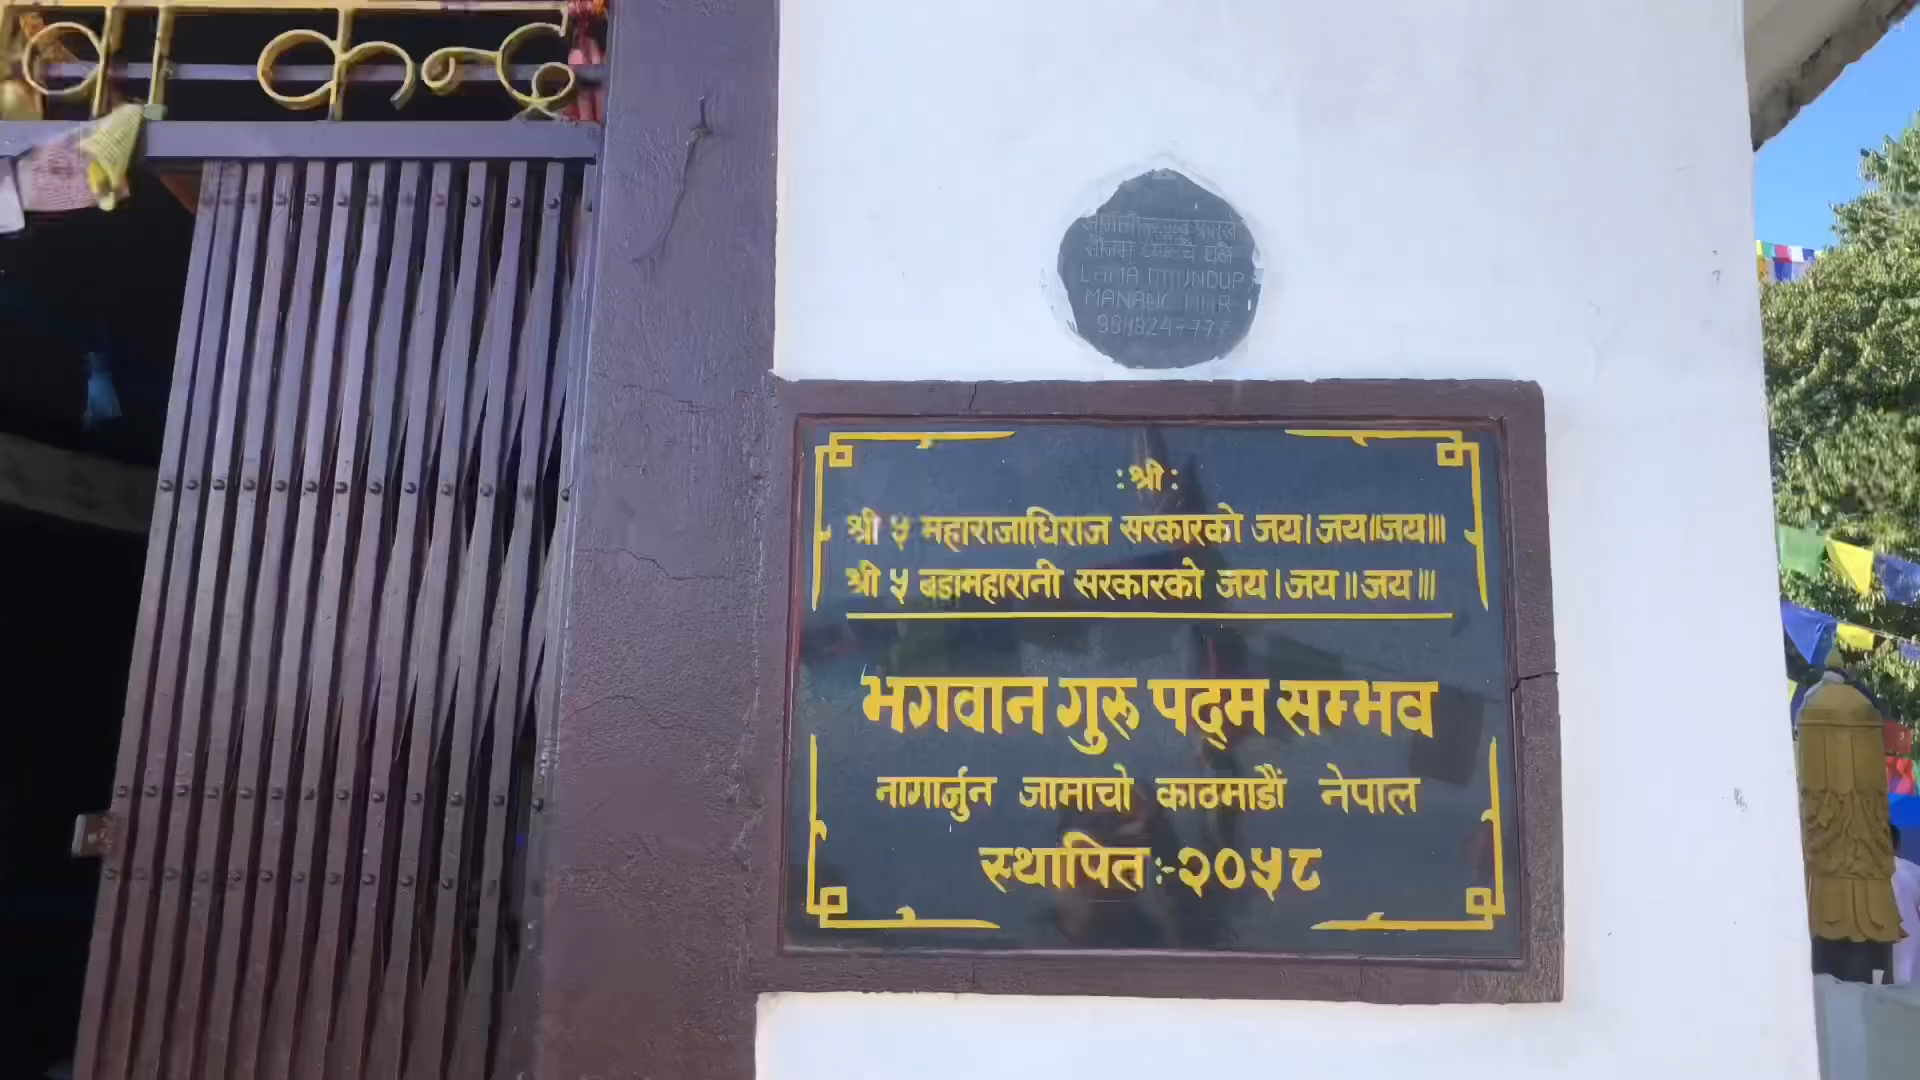 : श्री :
श्री ५ महाराजाधिराज सरकारको जय।जय॥जय॥।
श्री ५ बडामहारानी सरकारको जय।जय॥जय॥।
भगवान गुरू पद्म सम्भव
नागार्जुन जामाचो काठमाडौं नेपाल
स्थापित:-२०५८